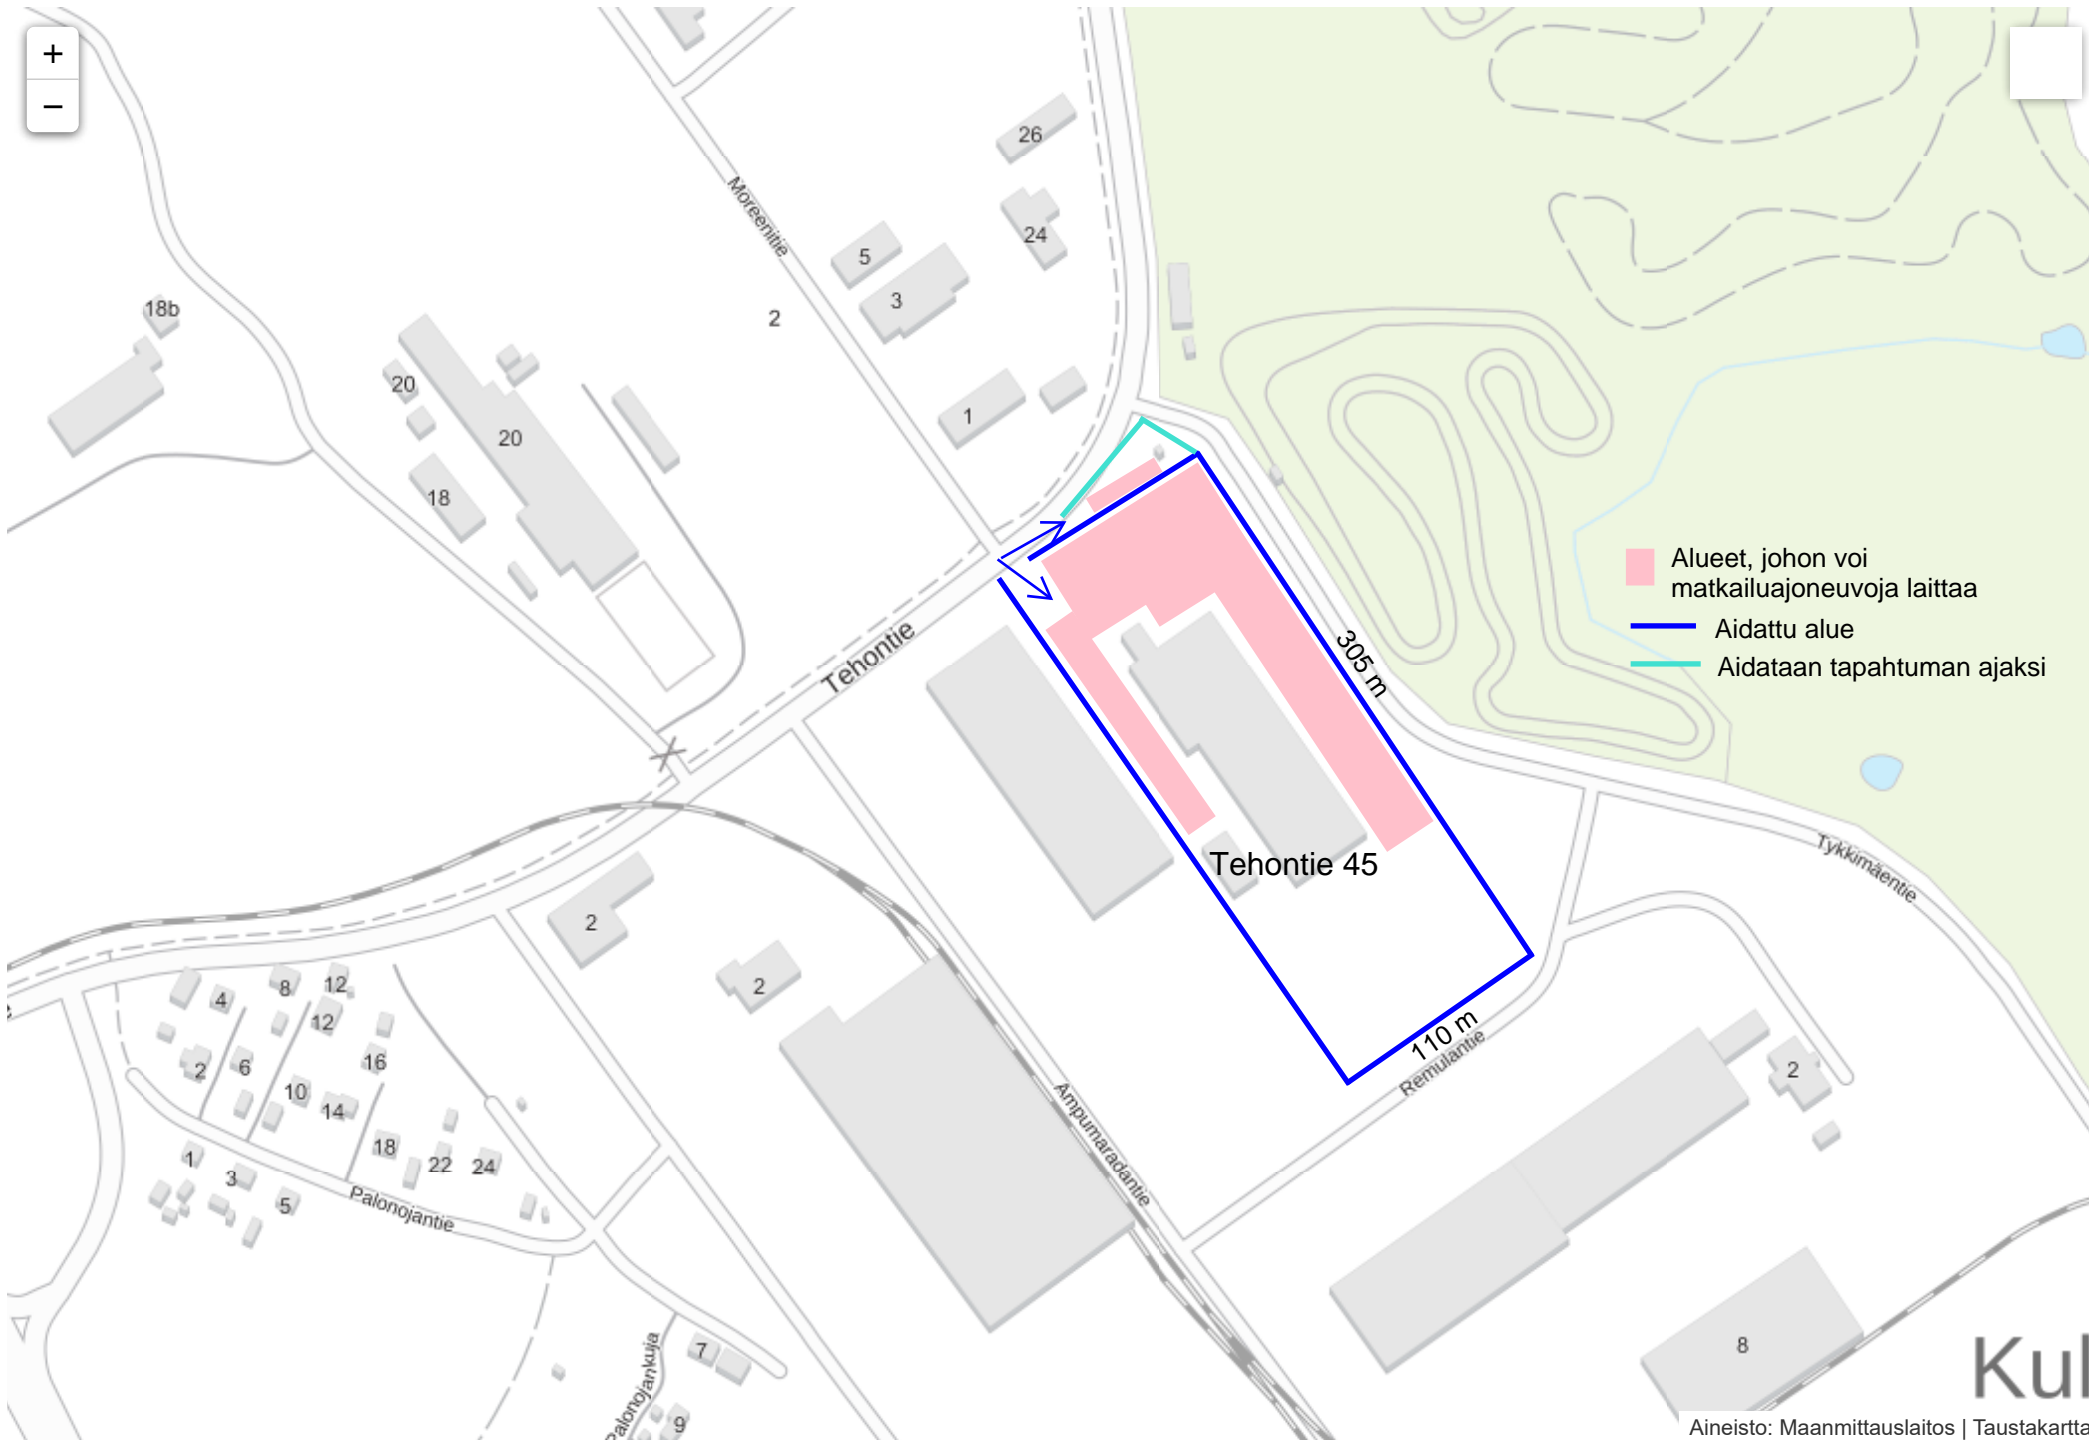 +
−
26
Moreenitie
24
5
3
18b
2
20
1
20
18
Alueet, johon voi
matkailuajoneuvoja laittaa
Aidattu alue
Aidataan tapahtuman ajaksi
Tehontie
305 m
Tykkimäentie
Tehontie 45
2
2
110 m
Remulantie
2
4
8
12
12
2
6
16
10
14
18
22
24
1
3
5
Palonojantie
Ampumaradantie
7
8
Palonojankuja
9
Kul
Aineisto: Maanmittauslaitos | Taustakartta